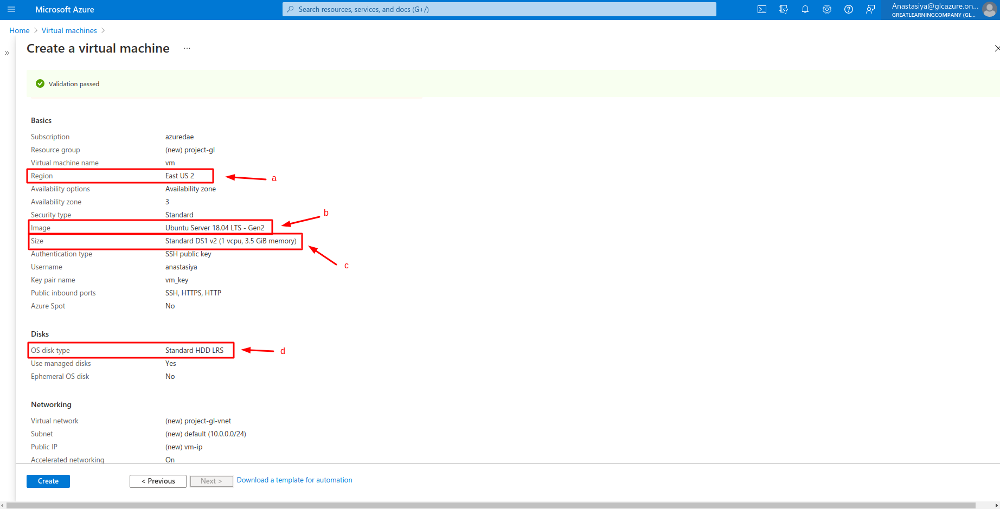 Microsoft Azure
Search resources, services, and docs (G+/)
Anastasiya@glcazure.on...
GREATLEARNINGCOMPANY (GL...
Home > Virtual machines >
Create a virtual machine ...
Validation passed
Basics
Subscription azuredae
Resource group (new) project-gl
Virtual machine name vm
Region East US 2
a
Availability options Availability zone
Availability zone 3
Security type Standard
b
Image Ubuntu Server 18.04 LTS - Gen2
Size Standard DS1 v2 (1 vcpu, 3.5 GiB memory)
Authentication type SSH public key
c
Username anastasiya
Key pair name vm_key
Public inbound ports SSH, HTTPS, HTTP
Azure Spot No
Disks
OS disk type Standard HDD LRS
d
Use managed disks Yes
Ephemeral OS disk No
Networking
Virtual network (new) project-gl-vnet
Subnet (new) default (10.0.0.0/24)
Public IP (new) vm-ip
Accelerated networking On
Create
< Previous
Next >
Download a template for automation